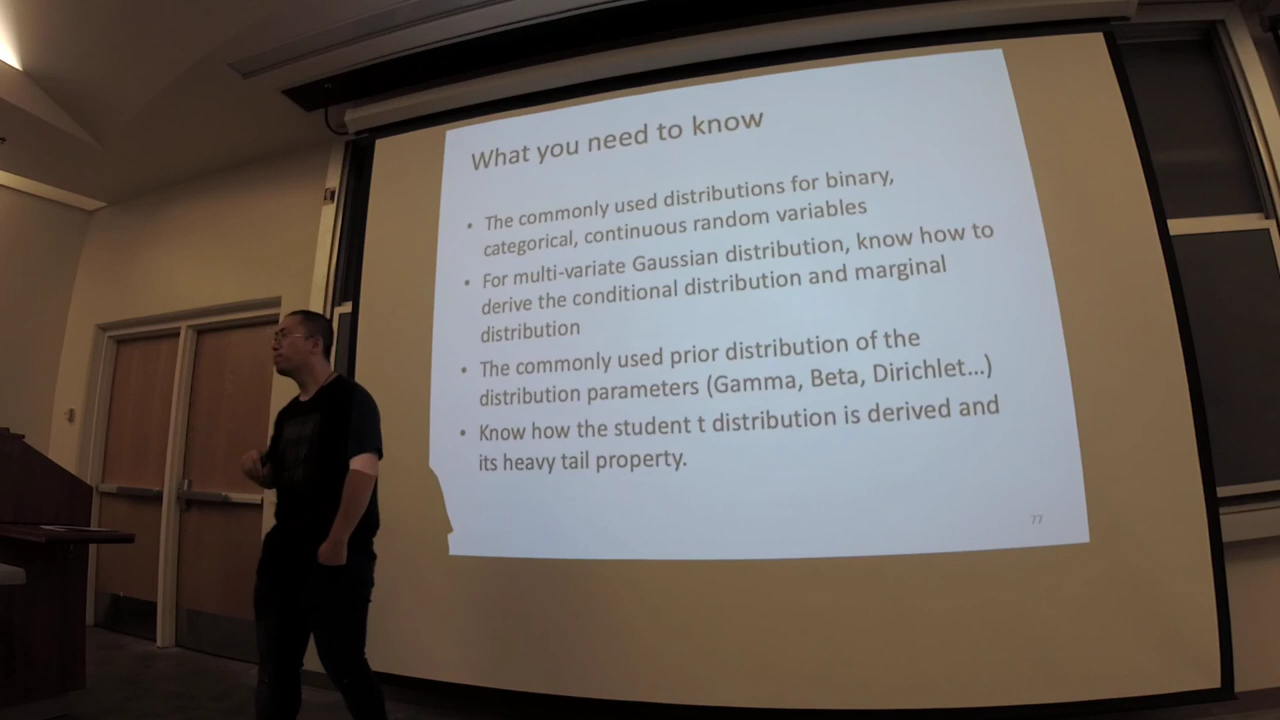 What you need to know
• The commonly used distributions for binary,
categorical, continuous random variables
• For multi-variate Gaussian distribution, know how to
derive the conditional distribution and marginal
distribution
• The commonly used prior distribution of the
distribution parameters (Gamma, Beta, Dirichlet...)
• Know how the student t distribution is derived and
its heavy tail property.
77